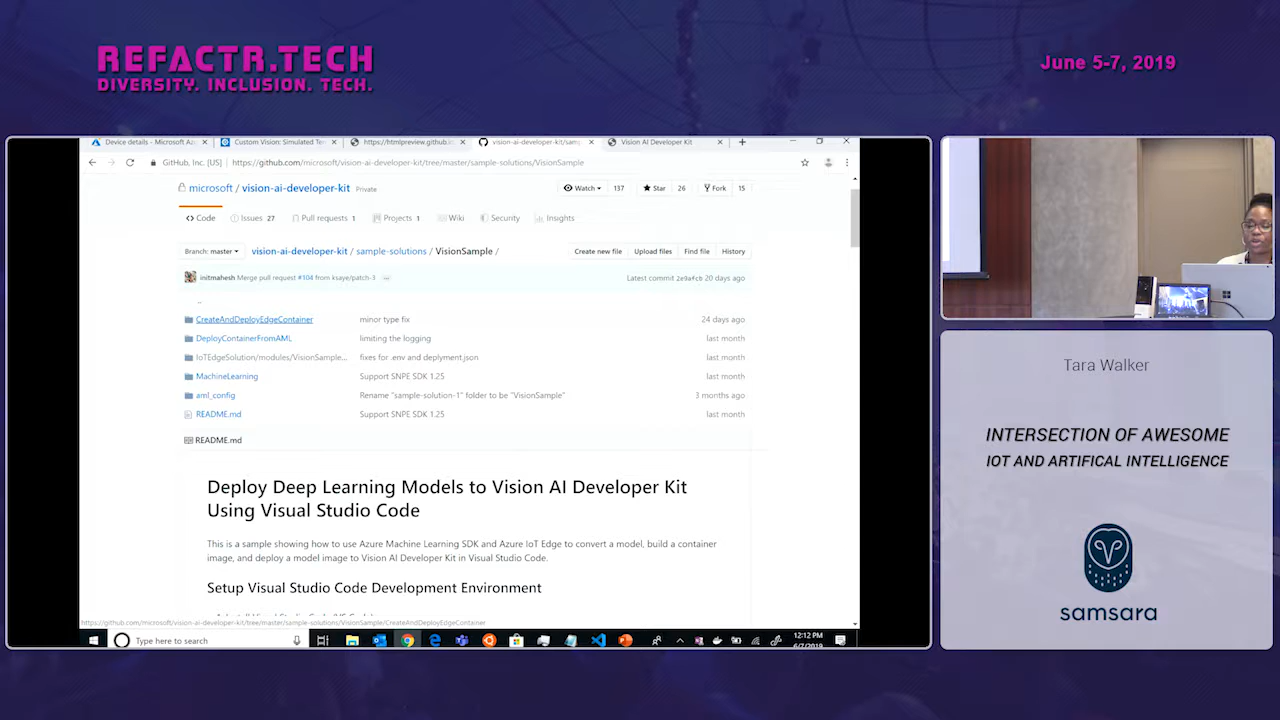 REFACTR.TECH
DIVERSITY. INCLUSION. TECH.
June 5-7, 2019
Device details - Microsoft Az
Custom Vision: Simulated Te
https://htmlpreview.github.i
vision-ai-developer-kit/sam
Vision AI Developer Kit
GitHub, Inc. [US] https://github.com/microsoft/vision-ai-developer-kit/tree/master/sample-solutions/VisionSample
microsoft / vision-ai-developer-kit Private
Watch 137 Star 26 Fork 15
Code Issues 27 Pull requests 1 Projects 1 Wiki Security Insights
Branch: master vision-ai-developer-kit / sample-solutions / VisionSample / Create new file Upload files Find file History
initmahesh Merge pull request #104 from ksaye/patch-3 ... Latest commit 2e9afc6 20 days ago
..
CreateAndDeployEdgeContainer minor type fix 24 days ago
DeployContainerFromAML limiting the logging last month
IoTEdgeSolution/modules/VisionSample... fixes for .env and deplyment.json last month
MachineLearning Support SNPE SDK 1.25 last month
aml_config Rename "sample-solution-1" folder to be "VisionSample" 3 months ago
README.md Support SNPE SDK 1.25 last month
README.md
Deploy Deep Learning Models to Vision AI Developer Kit
Using Visual Studio Code
This is a sample showing how to use Azure Machine Learning SDK and Azure IoT Edge to convert a model, build a container
image, and deploy a model image to Vision AI Developer Kit in Visual Studio Code.
Setup Visual Studio Code Development Environment
https://github.com/microsoft/vision-ai-developer-kit/tree/master/sample-solutions/VisionSample/CreateAndDeployEdgeContainer
Type here to search
12:12 PM
6/7/2019
Tara Walker
INTERSECTION OF AWESOME
IOT AND ARTIFICAL INTELLIGENCE
samsara